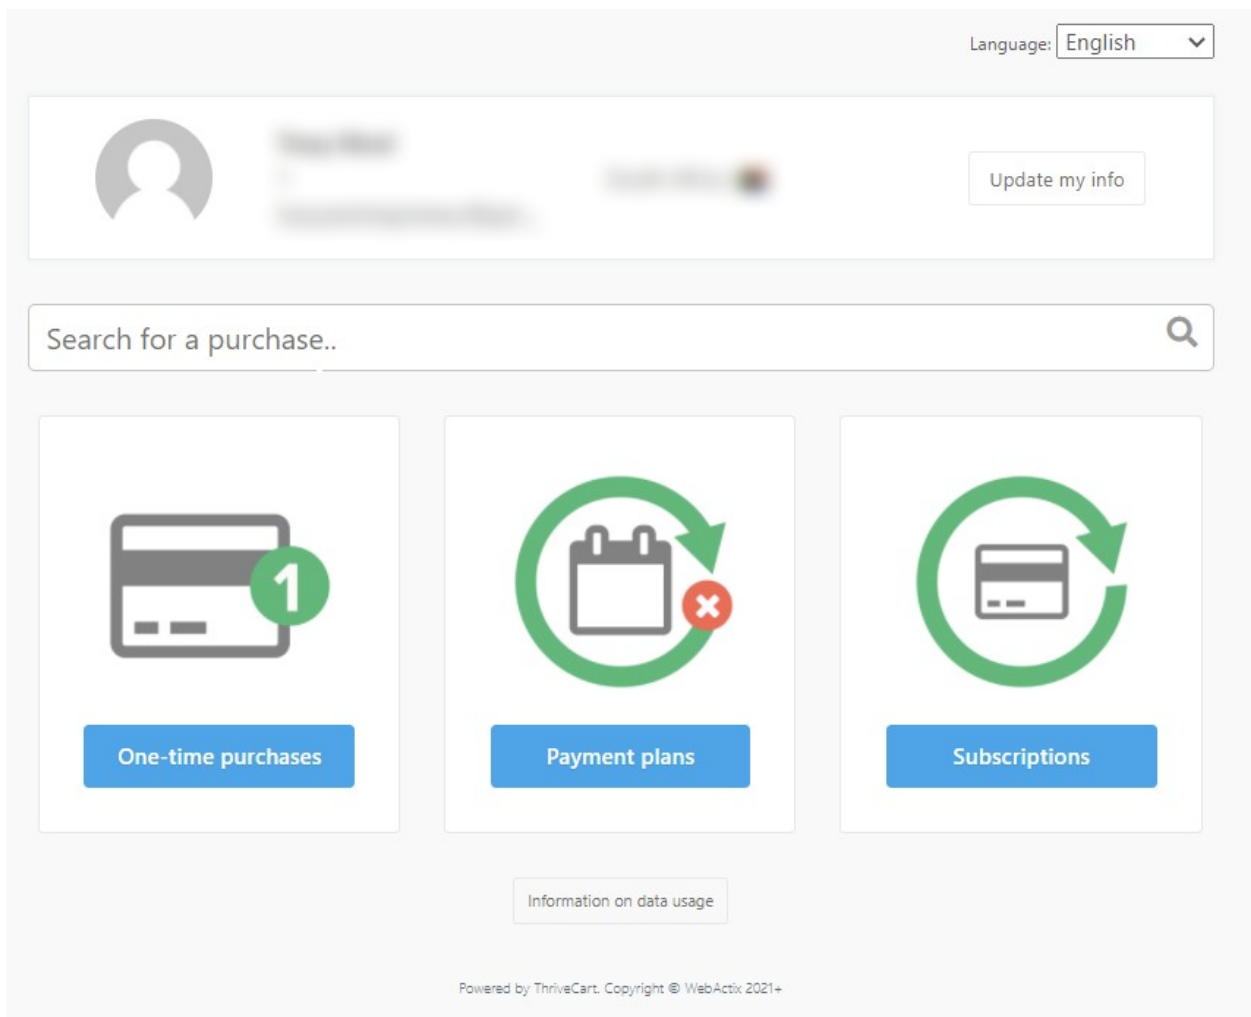 Language: English
Update my info
Search for a purchase..
1
One-time purchases
Payment plans
Subscriptions
Information on data usage
Powered by ThriveCart. Copyright © WebActix 2021+